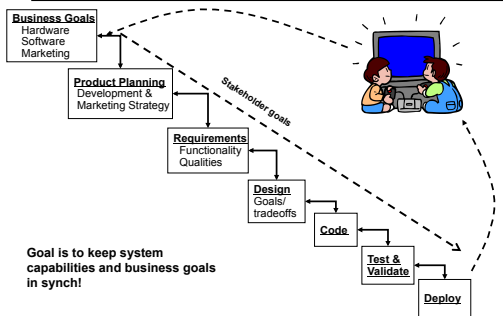 Business Goals
Hardware
Software
Marketing
Product Planning
Development &
Marketing Strategy
Stakeholder goals
Requirements
Functionality
Qualities
Design
Goals/
tradeoffs
Code
Test &
Validate
Deploy
Goal is to keep system
capabilities and business goals
in synch!